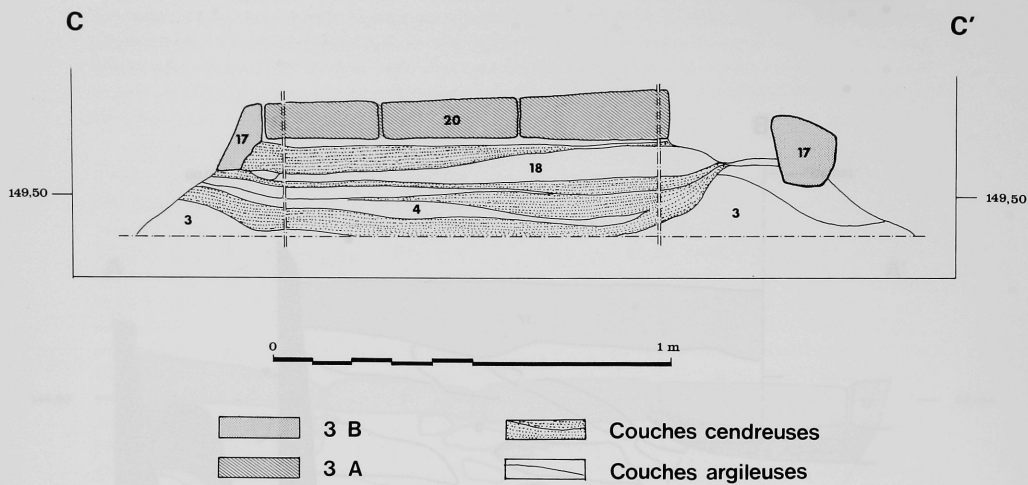 C C'
20
17
17
18
149,50 149,50
4
3 3
0 1 m
3 B Couches cendreuses
3 A Couches argileuses